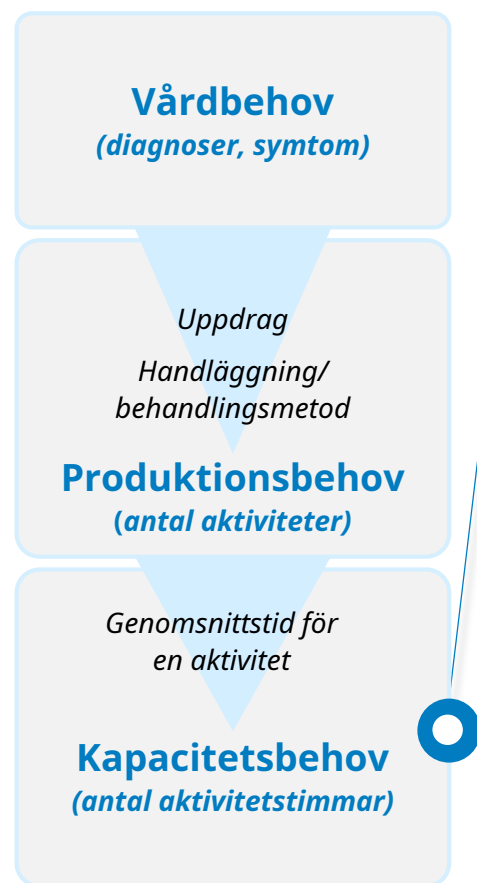 Vårdbehov
(diagnoser, symtom)
Uppdrag
Handläggning/
behandlingsmetod
Produktionsbehov
(antal aktiviteter)
Genomsnittstid för
en aktivitet
Kapacitetsbehov
(antal aktivitetstimmar)